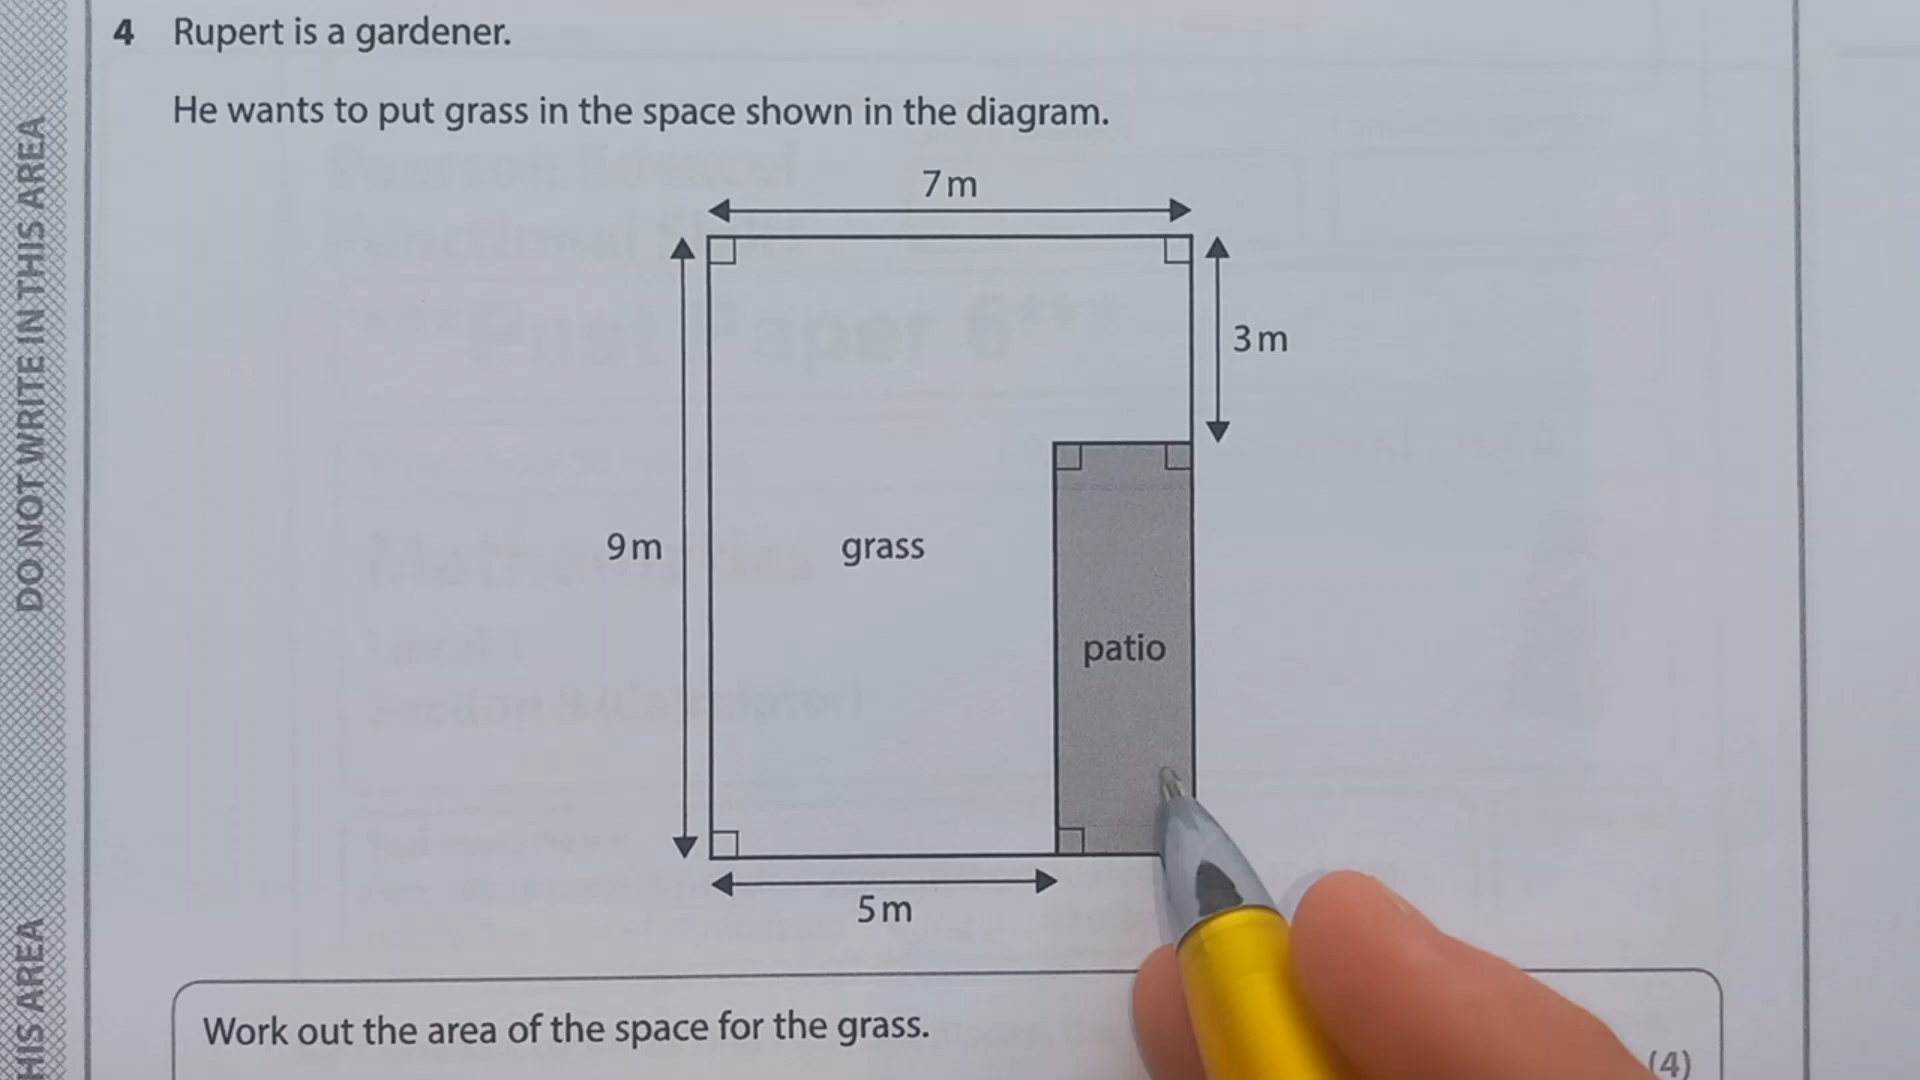 4 Rupert is a gardener.
He wants to put grass in the space shown in the diagram.
7 m
3 m
9 m
grass
patio
5 m
Work out the area of the space for the grass.
(4)
DO NOT WRITE IN THIS AREA
HIS AREA